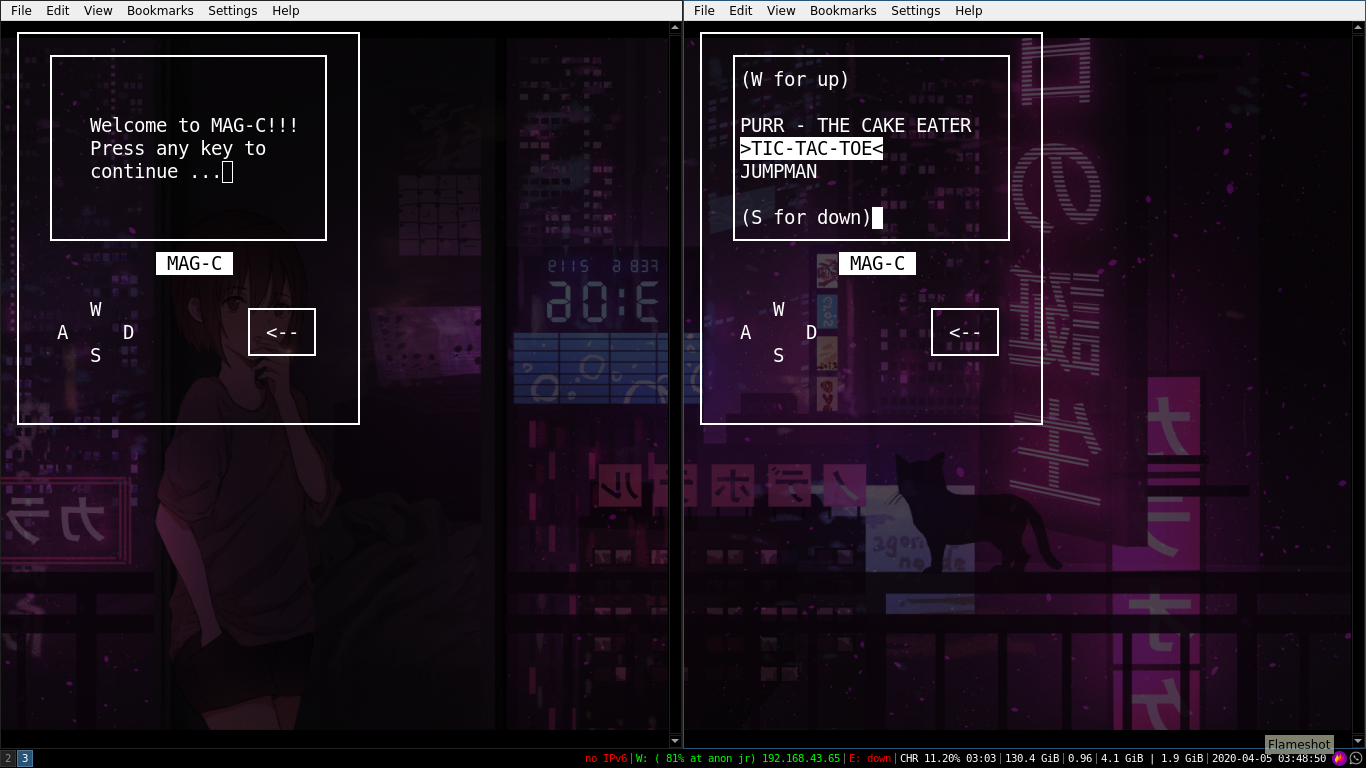 File Edit View Bookmarks Settings Help
Welcome to MAG-C!!!
Press any key to
continue ...
MAG-C
W
A D
S
<--
File Edit View Bookmarks Settings Help
(W for up)
PURR - THE CAKE EATER
>TIC-TAC-TOE<
JUMPMAN
(S for down)
MAG-C
W
A D
S
<--
Flameshot
2 3 no IPv6|W: ( 81% at anon jr) 192.168.43.65|E: down|CHR 11.20% 03:03|130.4 GiB|0.96|4.1 GiB | 1.9 GiB|2020-04-05 03:48:50